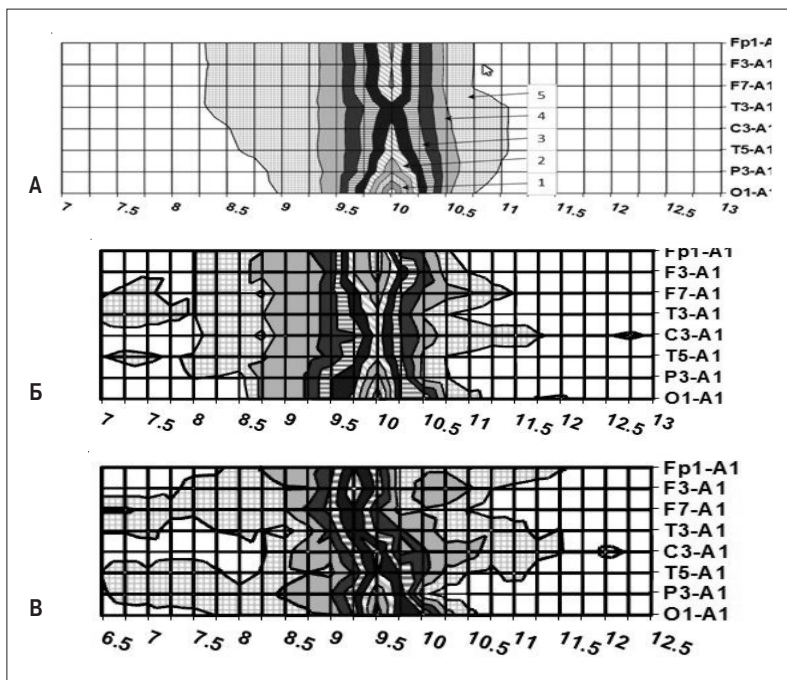 Fp1-A
F3-A1
F7-A1
T3-A1
C3-A1
T5-A1
P3-A1
O1-A1
5
4
3
2
1
А
7 7.5 8 8.5 9 9.5 10 10.5 11 11.5 12 12.5 13
Fp1-A1
F3-A1
F7-A1
T3-A1
C3-A1
T5-A1
P3-A1
O1-A1
Б
7 7.5 8 8.5 9 9.5 10 10.5 11 11.5 12 12.5 13
Fp1-A1
F3-A1
F7-A1
T3-A1
C3-A1
T5-A1
P3-A1
O1-A1
В
6.5 7 7.5 8 8.5 9 9.5 10 10.5 11 11.5 12 12.5